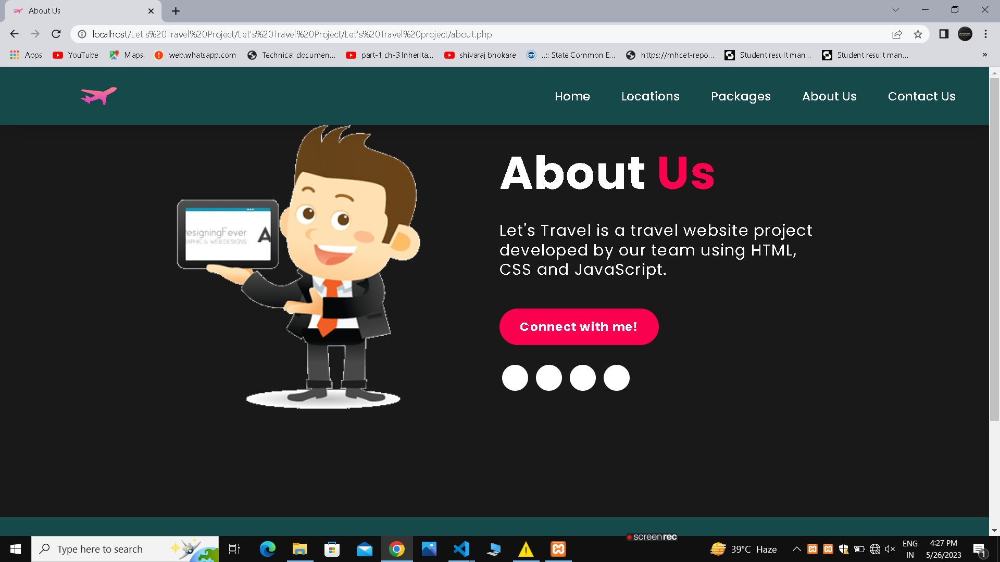 About Us
localhost/Let's%20Travel%20Project/Let's%20Travel%20Project/Let's%20Travel%20project/about.php
Apps YouTube Maps web.whatsapp.com Technical documen... part-1 ch-3 Inherita... shivaraj bhokare ..:: State Common E... https://mhcet-repo... Student result man... Student result man... »
Home Locations Packages About Us Contact Us
About Us
esigningFever
RAPHIC & WEB DESIGNS
A
Let's Travel is a travel website project
developed by our team using HTML,
CSS and JavaScript.
Connect with me!
screenrec
Type here to search
39°C Haze
ENG
IN
4:27 PM
5/26/2023
1